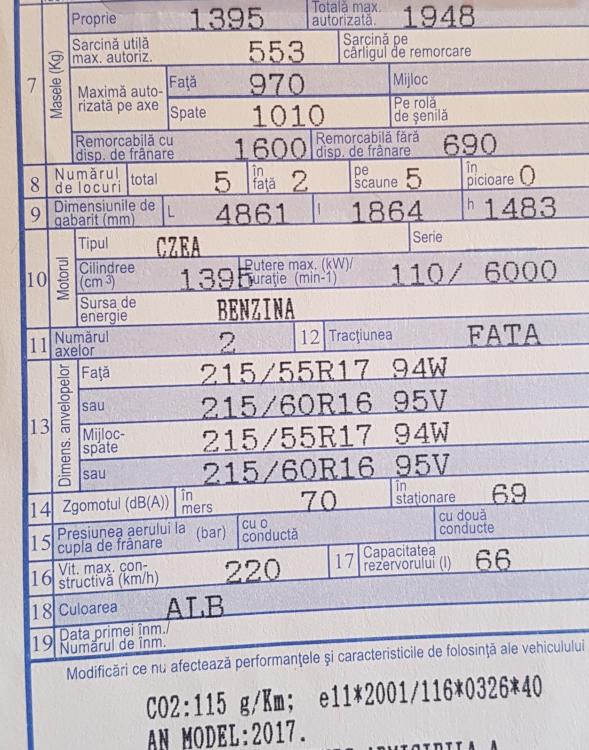 7 Masele (Kg)
Proprie 1395 Totală max. autorizată. 1948
Sarcină utilă max. autoriz. 553 Sarcină pe cârligul de remorcare
Maximă autorizată pe axe Față 970 Mijloc
Spate 1010 Pe rolă de șenilă
Remorcabilă cu disp. de frânare 1600 Remorcabilă fără disp. de frânare 690
8 Numărul de locuri total 5 în față 2 pe scaune 5 în picioare 0
9 Dimensiunile de gabarit (mm) L 4861 l 1864 h 1483
10 Motorul
Tipul CZEA Serie
Cilindree (cm³) 1395 Putere max. (kW)/ turație (min-1) 110/ 6000
Sursa de energie BENZINA
11 Numărul axelor 2 12 Tracțiunea FATA
13 Dimens. anvelopelor
Față 215/55R17 94W
sau 215/60R16 95V
Mijloc-spate 215/55R17 94W
sau 215/60R16 95V
14 Zgomotul (dB(A)) în mers 70 în staționare 69
15 Presiunea aerului la cupla de frânare (bar) cu o conductă cu două conducte
16 Vit. max. constructivă (km/h) 220 17 Capacitatea rezervorului (l) 66
18 Culoarea ALB
19 Data primei înm./ Numărul de înm.
Modificări ce nu afectează performanțele și caracteristicile de folosință ale vehiculului
CO2:115 g/Km; e11*2001/116*0326*40
AN MODEL:2017.